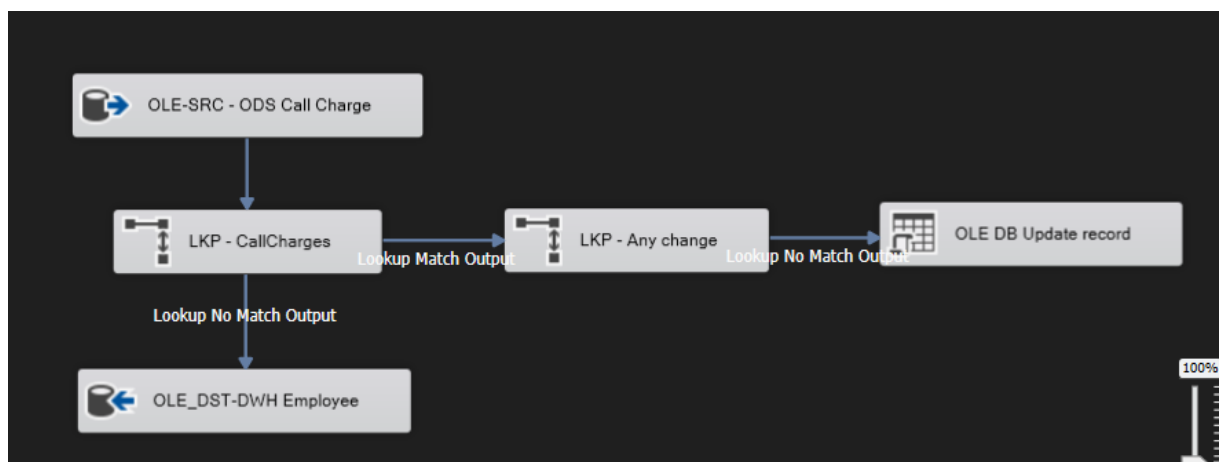 OLE-SRC - ODS Call Charge
LKP - CallCharges
Lookup Match Output
LKP - Any change
Lookup No Match Output
OLE DB Update record
Lookup No Match Output
OLE_DST-DWH Employee
100%